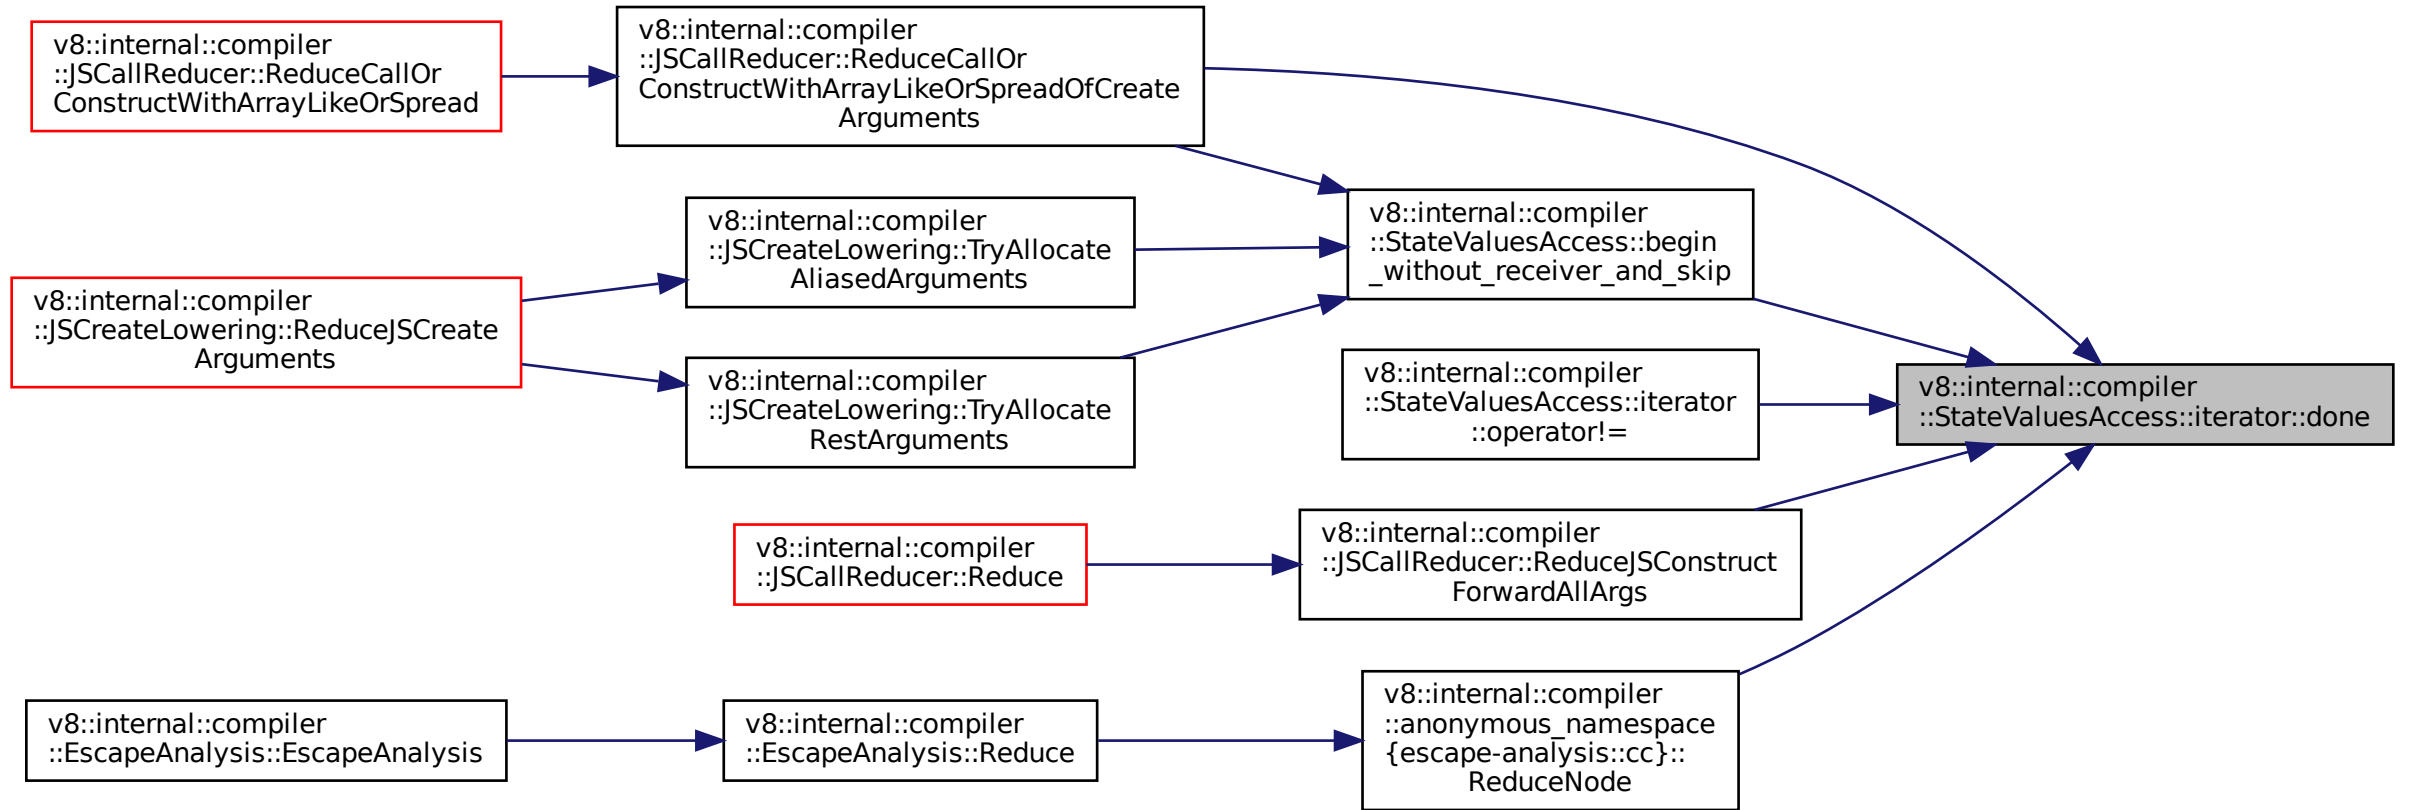 v8::internal::compiler
::JSCallReducer::ReduceCallOr
ConstructWithArrayLikeOrSpread
v8::internal::compiler
::JSCallReducer::ReduceCallOr
ConstructWithArrayLikeOrSpreadOfCreate
Arguments
v8::internal::compiler
::JSCreateLowering::TryAllocate
AliasedArguments
v8::internal::compiler
::StateValuesAccess::begin
_without_receiver_and_skip
v8::internal::compiler
::JSCreateLowering::ReduceJSCreate
Arguments
v8::internal::compiler
::JSCreateLowering::TryAllocate
RestArguments
v8::internal::compiler
::StateValuesAccess::iterator
::operator!=
v8::internal::compiler
::StateValuesAccess::iterator::done
v8::internal::compiler
::JSCallReducer::Reduce
v8::internal::compiler
::JSCallReducer::ReduceJSConstruct
ForwardAllArgs
v8::internal::compiler
::EscapeAnalysis::EscapeAnalysis
v8::internal::compiler
::EscapeAnalysis::Reduce
v8::internal::compiler
::anonymous_namespace
{escape-analysis::cc}::
ReduceNode